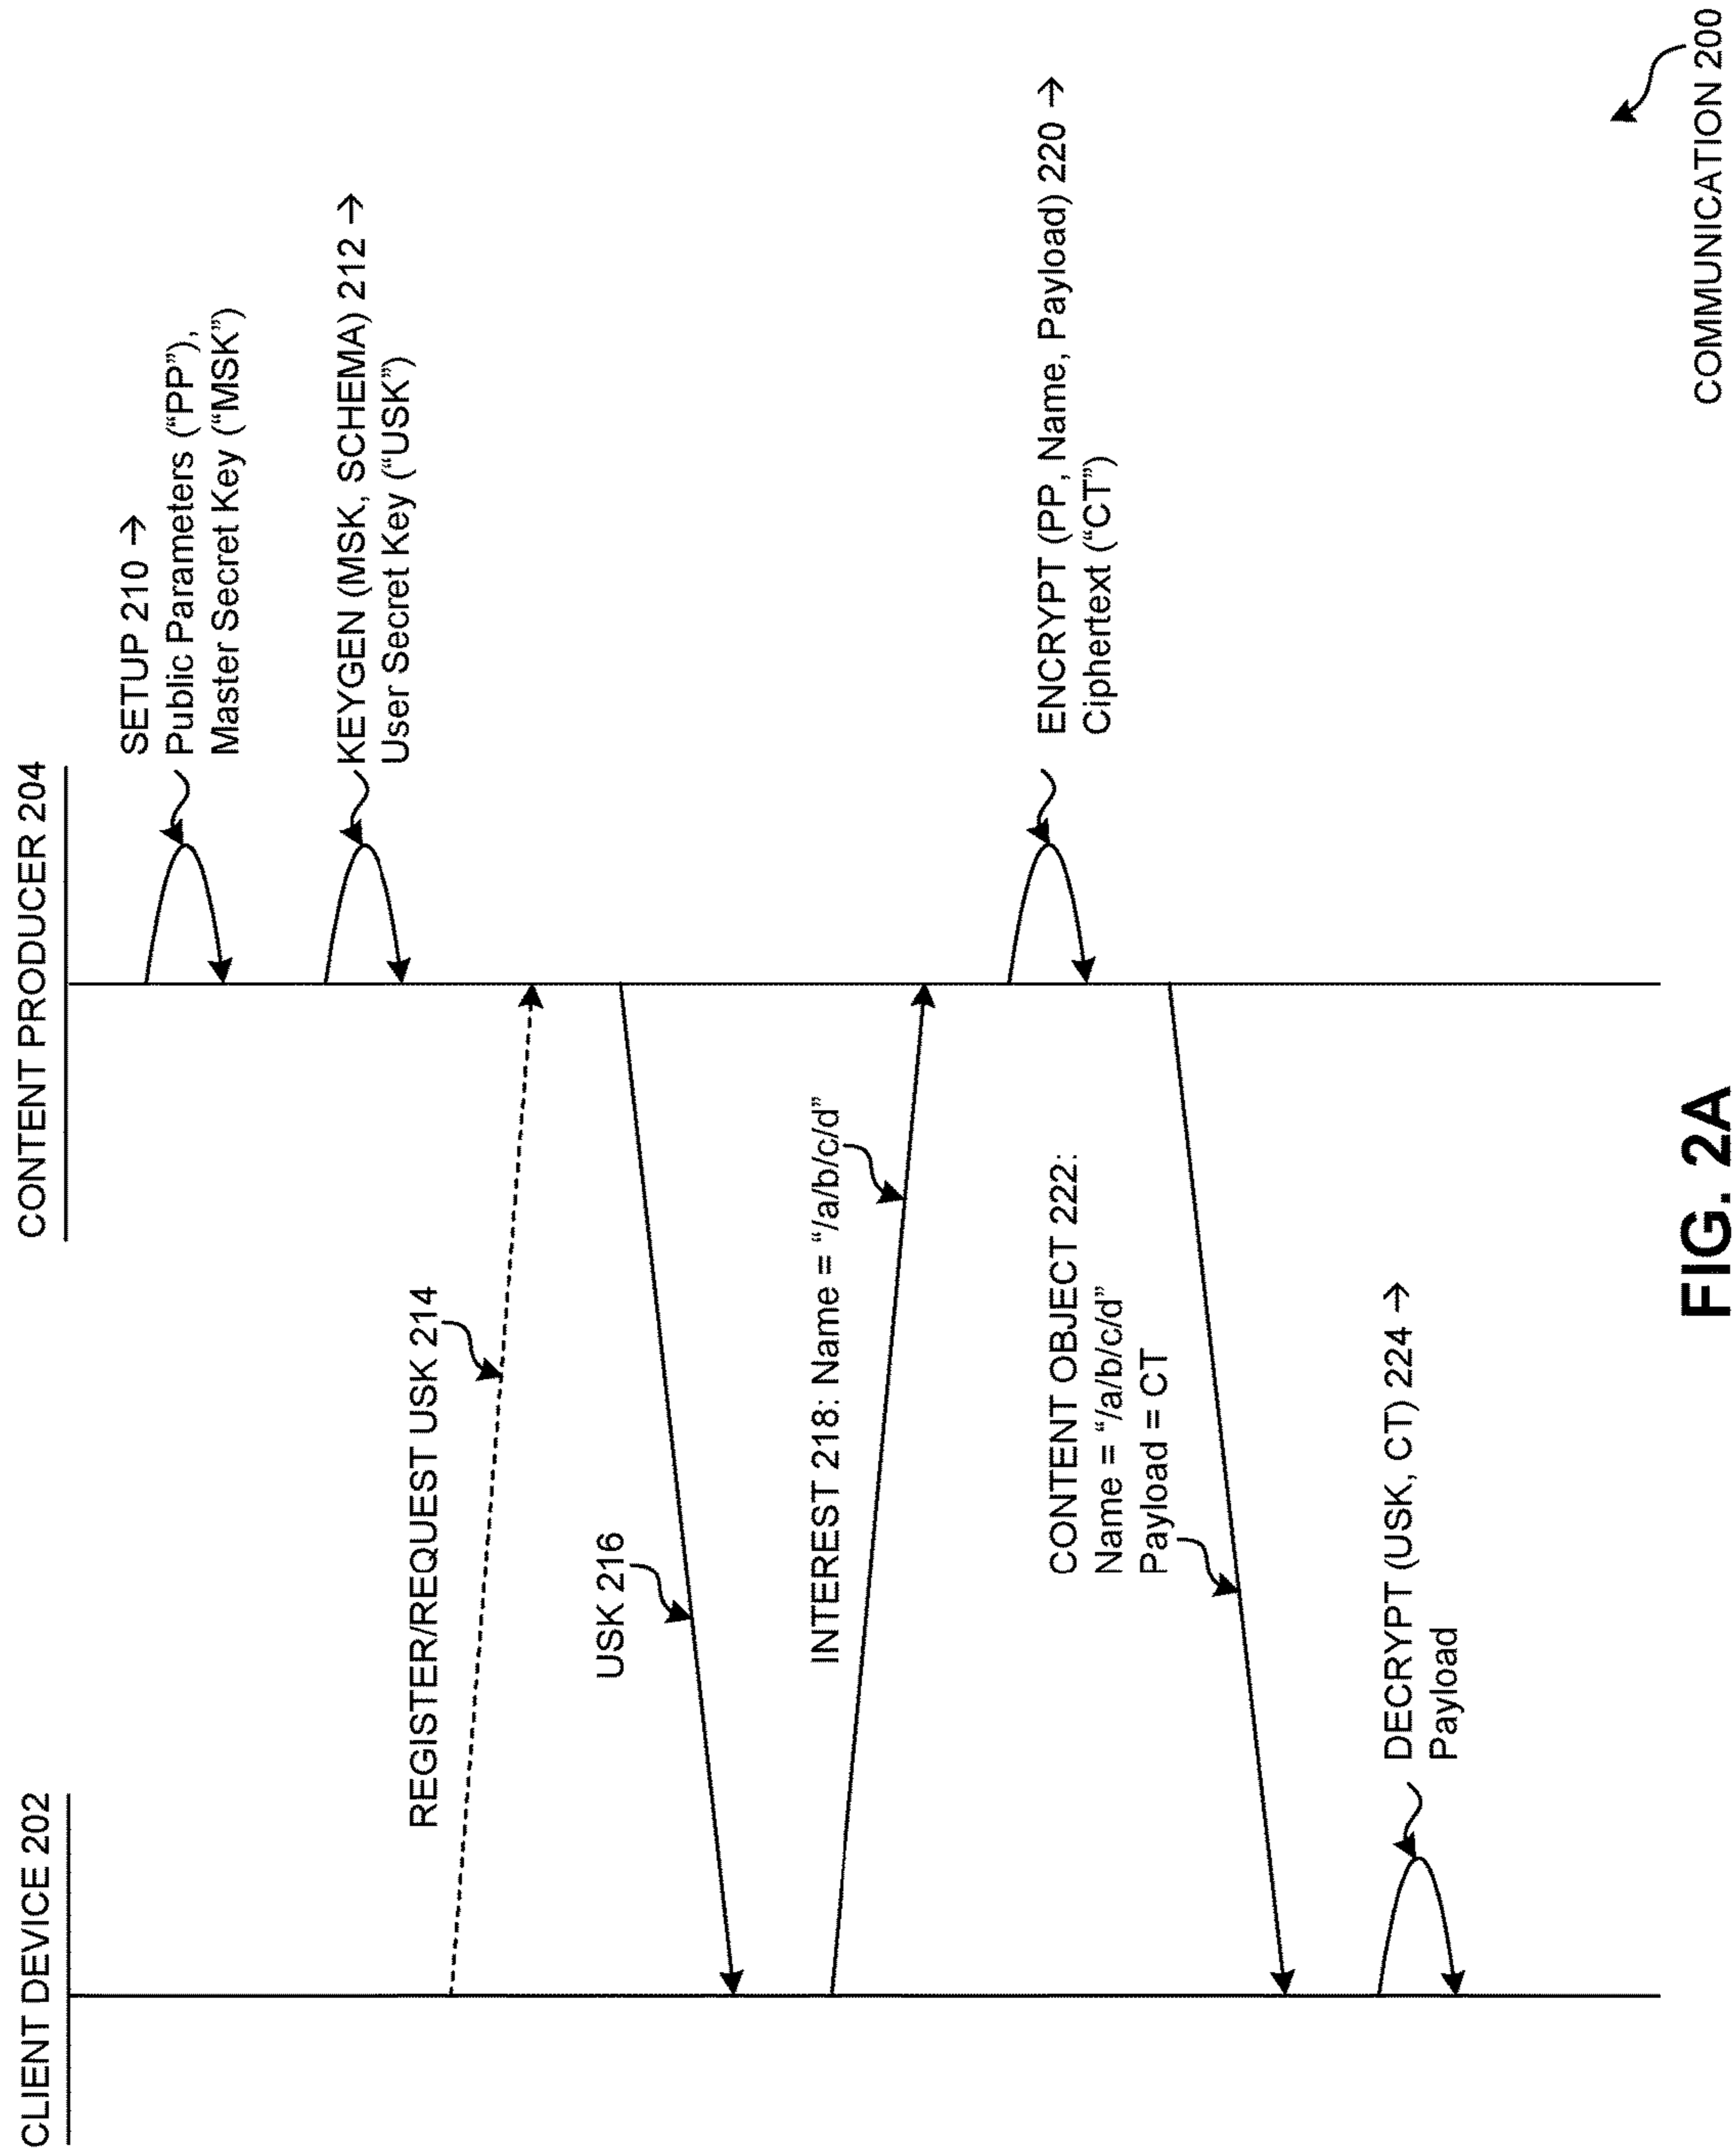 CLIENT DEVICE 202
CONTENT PRODUCER 204
SETUP 210 →
Public Parameters (“PP”),
Master Secret Key (“MSK”)
KEYGEN (MSK, SCHEMA) 212 →
User Secret Key (“USK”)
REGISTER/REQUEST USK 214
USK 216
INTEREST 218: Name = “/a/b/c/d”
ENCRYPT (PP, Name, Payload) 220 →
Ciphertext (“CT”)
CONTENT OBJECT 222:
Name = “/a/b/c/d”
Payload = CT
DECRYPT (USK, CT) 224 →
Payload
COMMUNICATION 200
FIG. 2A